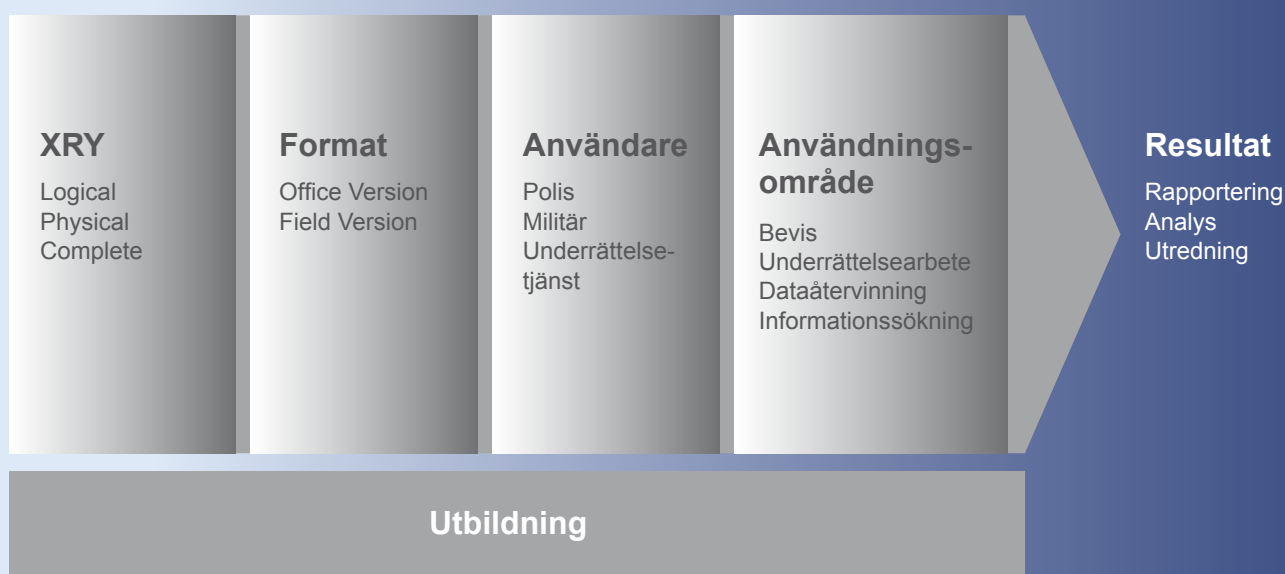 XRY
Logical
Physical
Complete
Format
Office Version
Field Version
Användare
Polis
Militär
Underrättelse-
tjänst
Användnings-
område
Bevis
Underrättelsearbete
Dataåtervinning
Informationssökning
Resultat
Rapportering
Analys
Utredning
Utbildning